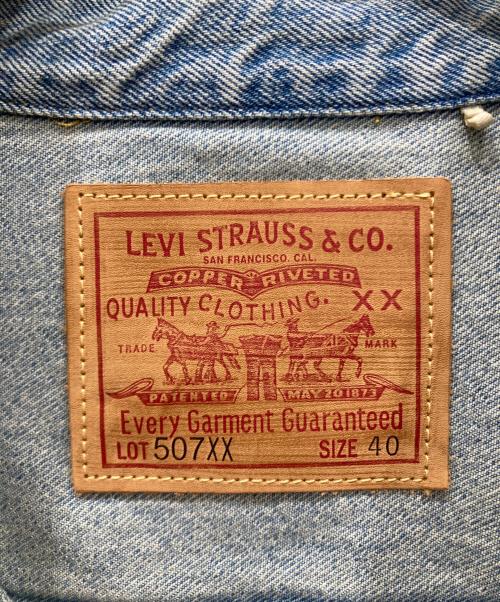 LEVI STRAUSS & CO.
SAN FRANCISCO. CAL.
COPPER RIVETED
QUALITY CLOTHING. XX
TRADE MARK
PATENTED MAY 20 1873
Every Garment Guaranteed
LOT 507XX SIZE 40